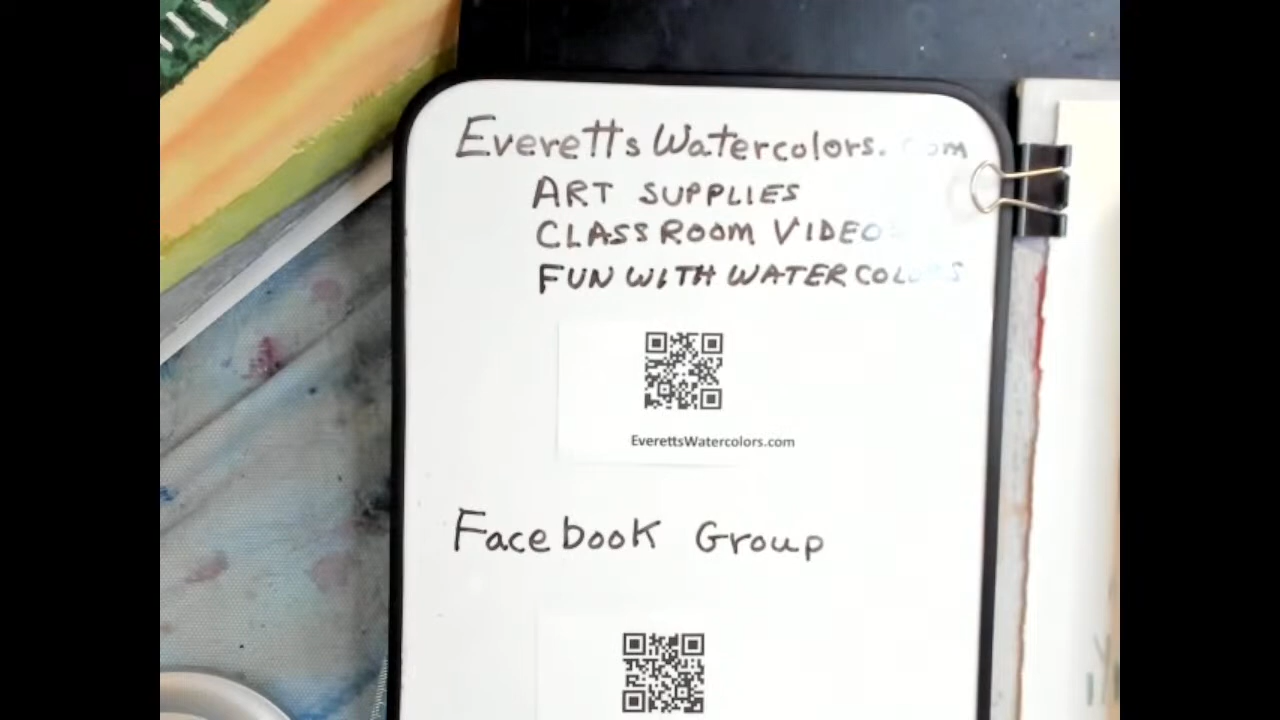 EverettsWatercolors.com
ART SUPPLIES
CLASSROOM VIDEOS
FUN WITH WATERCOLORS
EverettsWatercolors.com
Facebook Group